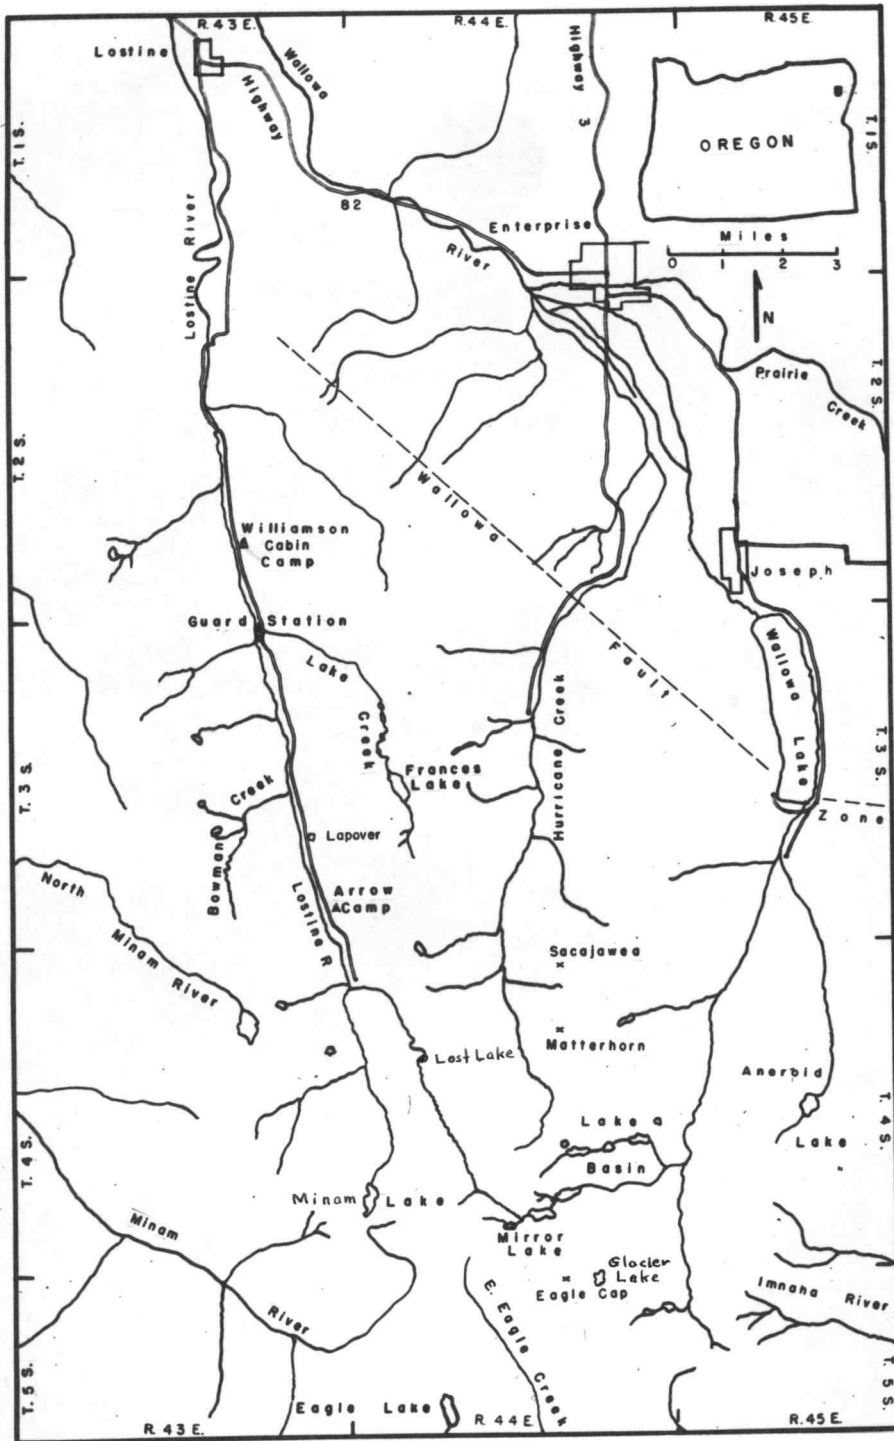 R. 43 E.
R. 44 E.
R. 45 E.
Lostine
Wallowa
Highway
Highway 3
T. 1 S.
T. 1 S.
OREGON
82
Lostine River
River
Enterprise
Miles
0 1 2 3
N
Prairie
Creek
T. 2 S.
T. 2 S.
Wallowa
Williamson
Cabin
Camp
Joseph
Guard Station
Lake
Creek
Fault
Wallowa Lake
Frances
Lake
Hurricane Creek
T. 3 S.
T. 3 S.
Zone
Creek
Bowman
Lapover
Arrow
Camp
Lostine R
North
Minam
River
Sacajawea
Matterhorn
Lost Lake
Aneroid
Lake
Lake
Basin
T. 4 S.
T. 4 S.
Minam Lake
Minam
River
Mirror
Lake
Glacier
Lake
Eagle Cap
Imnaha River
E. Eagle Creek
T. 5 S.
T. 5 S.
Eagle Lake
R. 43 E.
R. 44 E.
R. 45 E.